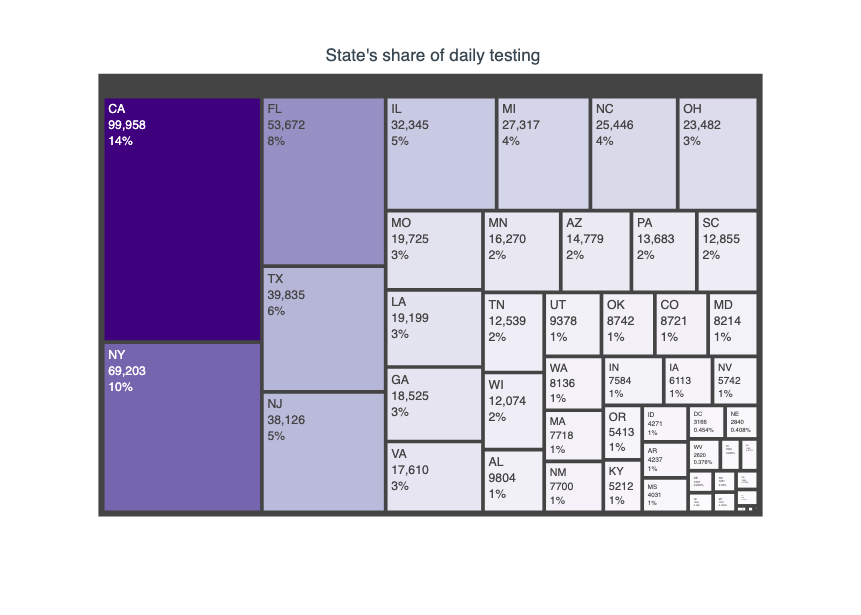 State's share of daily testing
CA
99,958
14%
NY
69,203
10%
FL
53,672
8%
TX
39,835
6%
NJ
38,126
5%
IL
32,345
5%
MI
27,317
4%
NC
25,446
4%
OH
23,482
3%
MO
19,725
3%
LA
19,199
3%
GA
18,525
3%
VA
17,610
3%
MN
16,270
2%
AZ
14,779
2%
PA
13,683
2%
SC
12,855
2%
TN
12,539
2%
WI
12,074
2%
AL
9804
1%
UT
9378
1%
OK
8742
1%
CO
8721
1%
MD
8214
1%
WA
8136
1%
MA
7718
1%
NM
7700
1%
IN
7584
1%
IA
6113
1%
NV
5742
1%
OR
5413
1%
KY
5212
1%
ID
4271
1%
AR
4237
1%
MS
4031
1%
DC
3166
0.454%
NE
2840
0.408%
WV
2620
0.376%